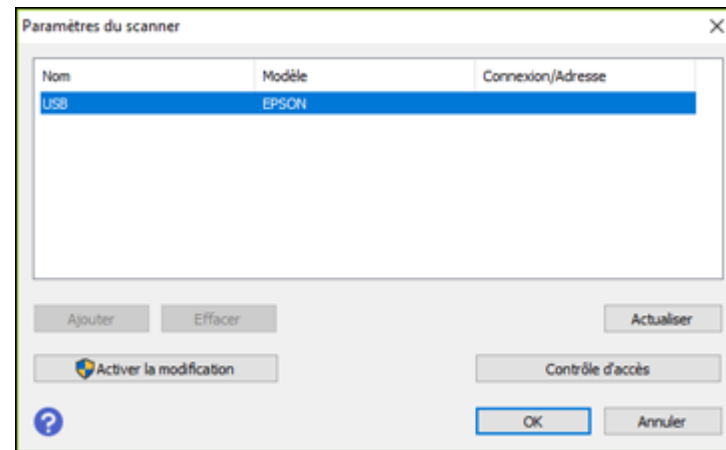 Paramètres du scanner
Nom Modèle Connexion/Adresse
USB EPSON
Ajouter Effacer Actualiser
Activer la modification Contrôle d'accès
? OK Annuler